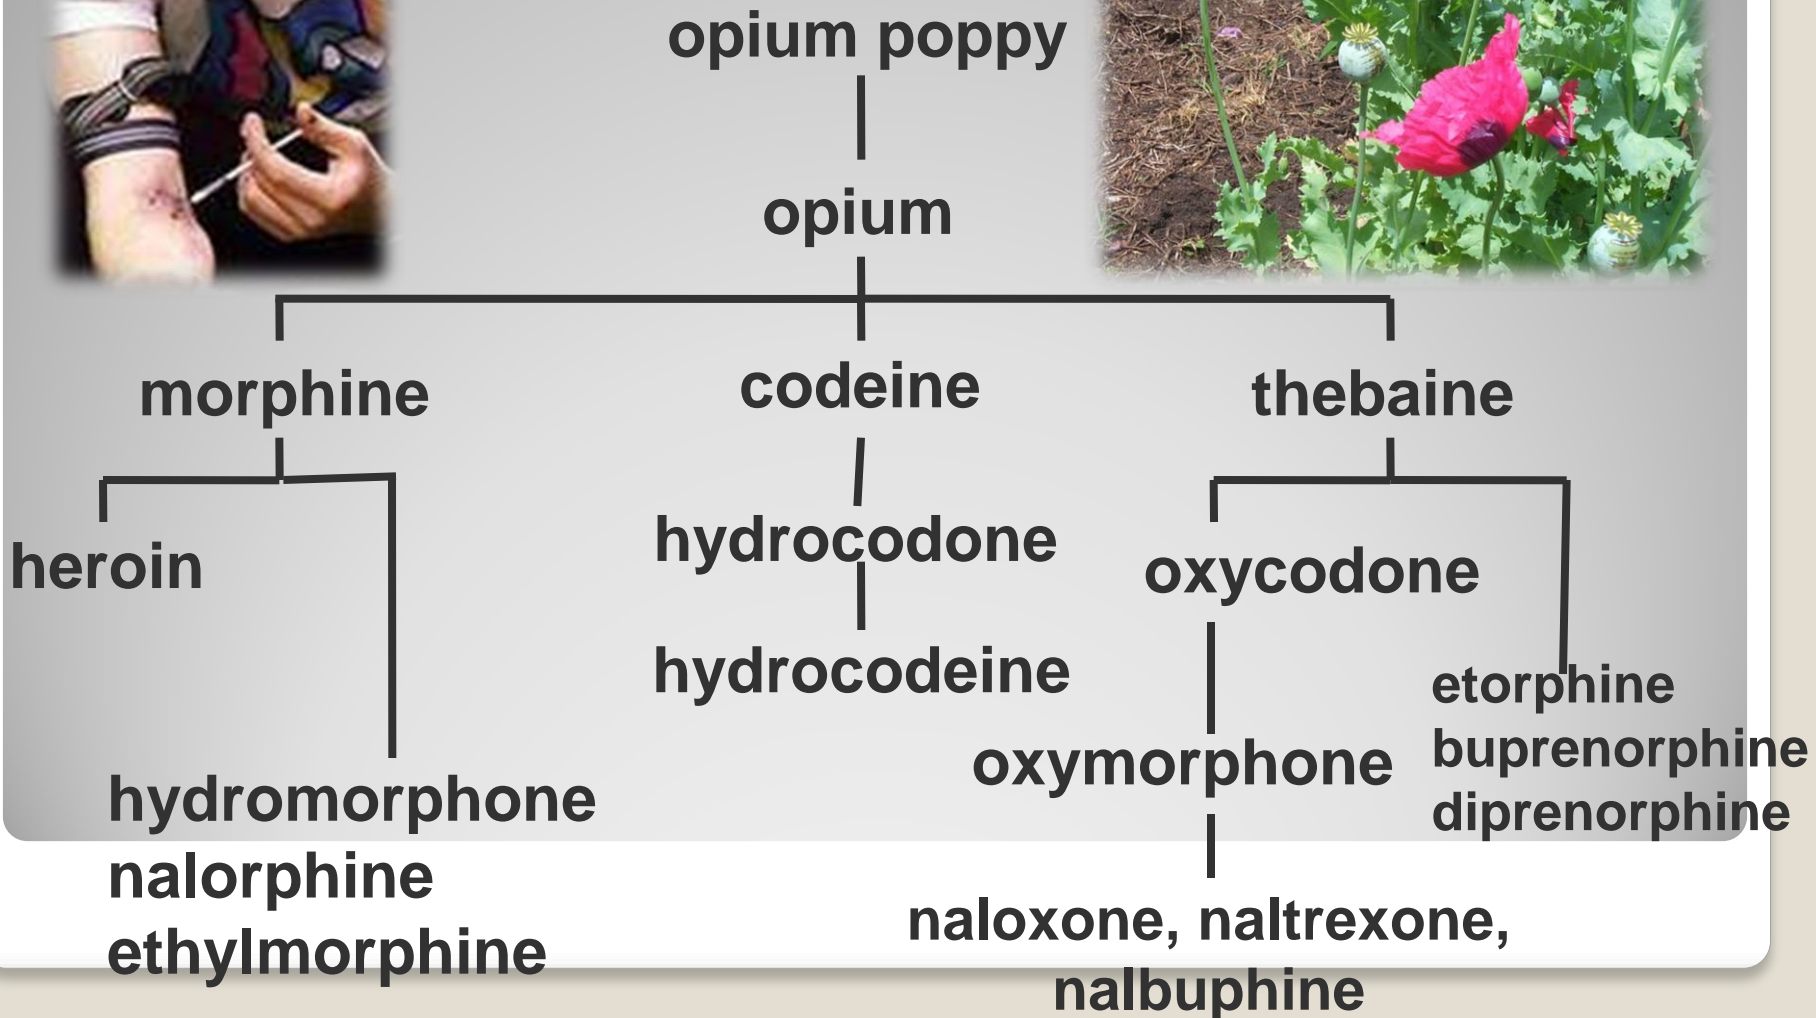 opium poppy
opium
morphine
codeine
thebaine
heroin
hydrocodone
oxycodone
hydrocodeine
etorphine
buprenorphine
diprenorphine
oxymorphone
hydromorphone
nalorphine
ethylmorphine
naloxone, naltrexone,
nalbuphine